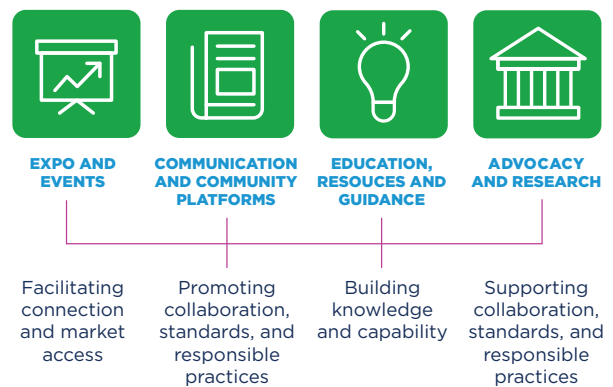 EXPO AND
EVENTS
COMMUNICATION
AND COMMUNITY
PLATFORMS
EDUCATION,
RESOUCES AND
GUIDANCE
ADVOCACY
AND RESEARCH
Facilitating
connection
and market
access
Promoting
collaboration,
standards, and
responsible
practices
Building
knowledge
and capability
Supporting
collaboration,
standards, and
responsible
practices